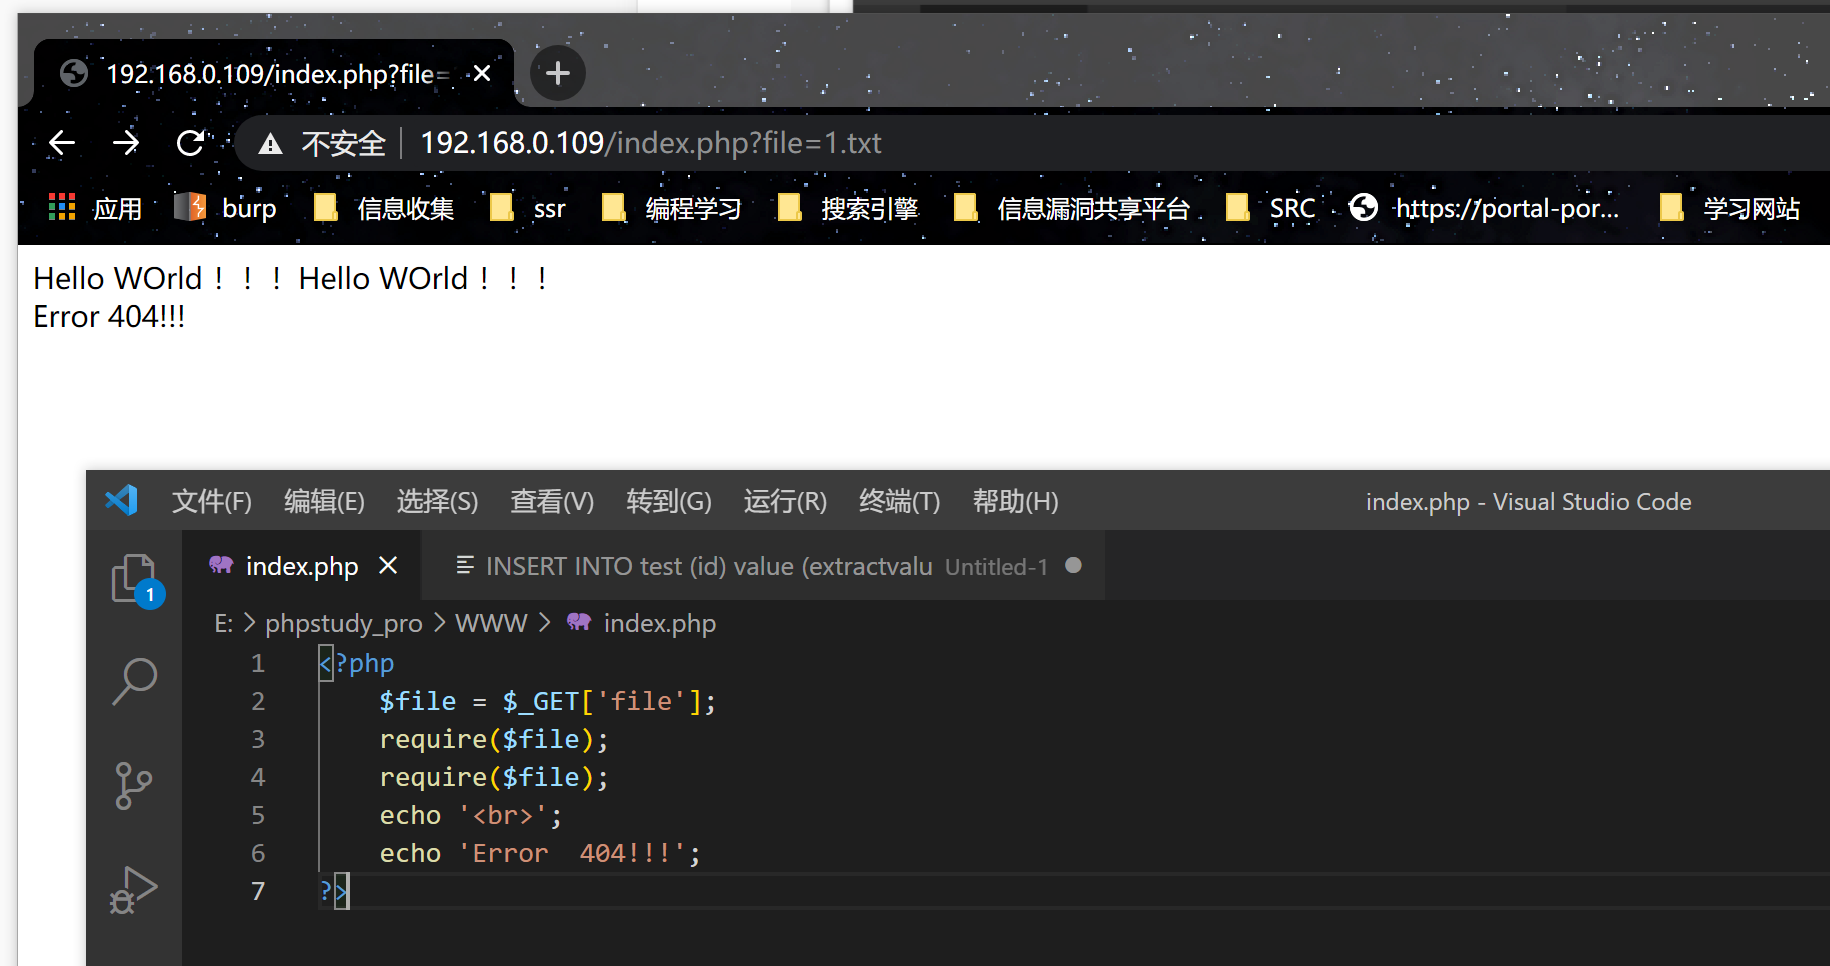 192.168.0.109/index.php?file=
不安全 192.168.0.109/index.php?file=1.txt
应用 burp 信息收集 ssr 编程学习 搜索引擎 信息漏洞共享平台 SRC https://portal-por... 学习网站
Hello WOrld！！！Hello WOrld！！！
Error 404!!!
文件(F) 编辑(E) 选择(S) 查看(V) 转到(G) 运行(R) 终端(T) 帮助(H) index.php - Visual Studio Code
index.php INSERT INTO test (id) value (extractvalu Untitled-1
1
E: > phpstudy_pro > WWW > index.php
1 <?php
2 $file = $_GET['file'];
3 require($file);
4 require($file);
5 echo '<br>';
6 echo 'Error  404!!!';
7 ?>